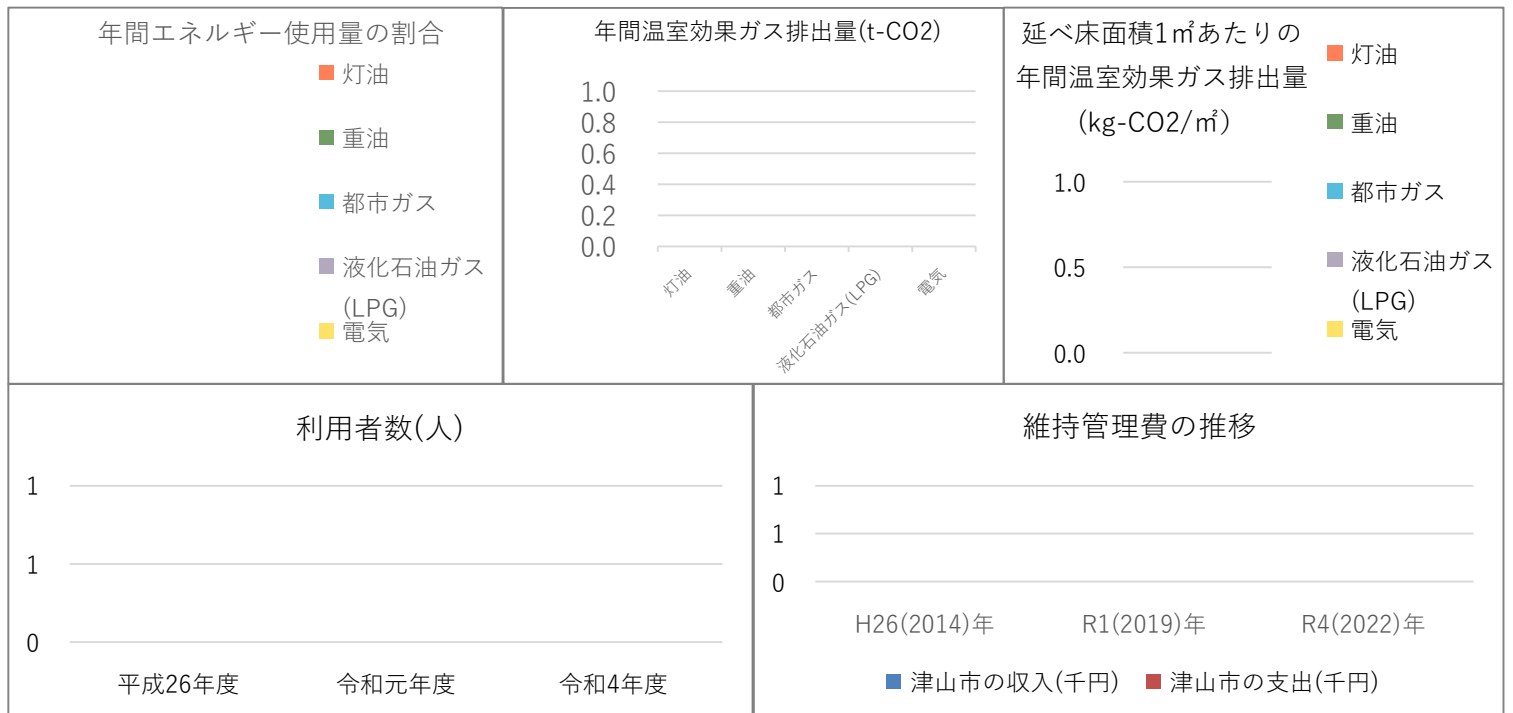 年間エネルギー使用量の割合
灯油
重油
都市ガス
液化石油ガス
(LPG)
電気
年間温室効果ガス排出量(t-CO2)
1.0
0.8
0.6
0.4
0.2
0.0
灯油
重油
都市ガス
液化石油ガス(LPG)
電気
延べ床面積1㎡あたりの
年間温室効果ガス排出量
(kg-CO2/㎡)
1.0
0.5
0.0
灯油
重油
都市ガス
液化石油ガス
(LPG)
電気
利用者数(人)
1
1
0
平成26年度
令和元年度
令和4年度
維持管理費の推移
1
1
0
H26(2014)年
R1(2019)年
R4(2022)年
津山市の収入(千円)
津山市の支出(千円)